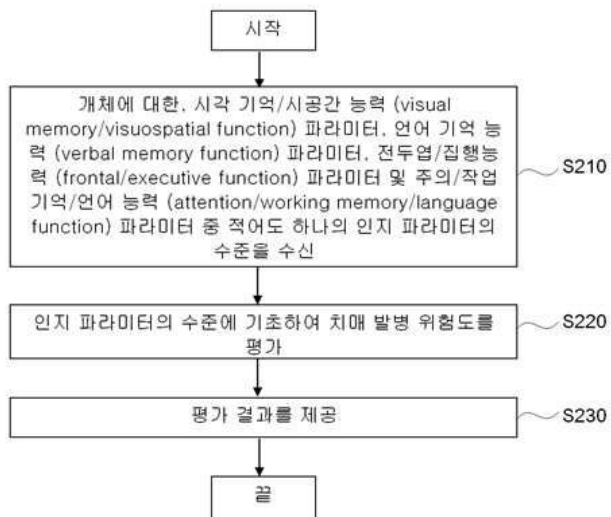 시작
개체에 대한, 시각 기억/시공간 능력 (visual
memory/visuospatial function) 파라미터, 언어 기억 능
력 (verbal memory function) 파라미터, 전두엽/집행능
력 (frontal/executive function) 파라미터 및 주의/작업
기억/언어 능력 (attention/working memory/language
function) 파라미터 중 적어도 하나의 인지 파라미터의
수준을 수신
S210
인지 파라미터의 수준에 기초하여 치매 발병 위험도를
평가
S220
평가 결과를 제공
S230
끝